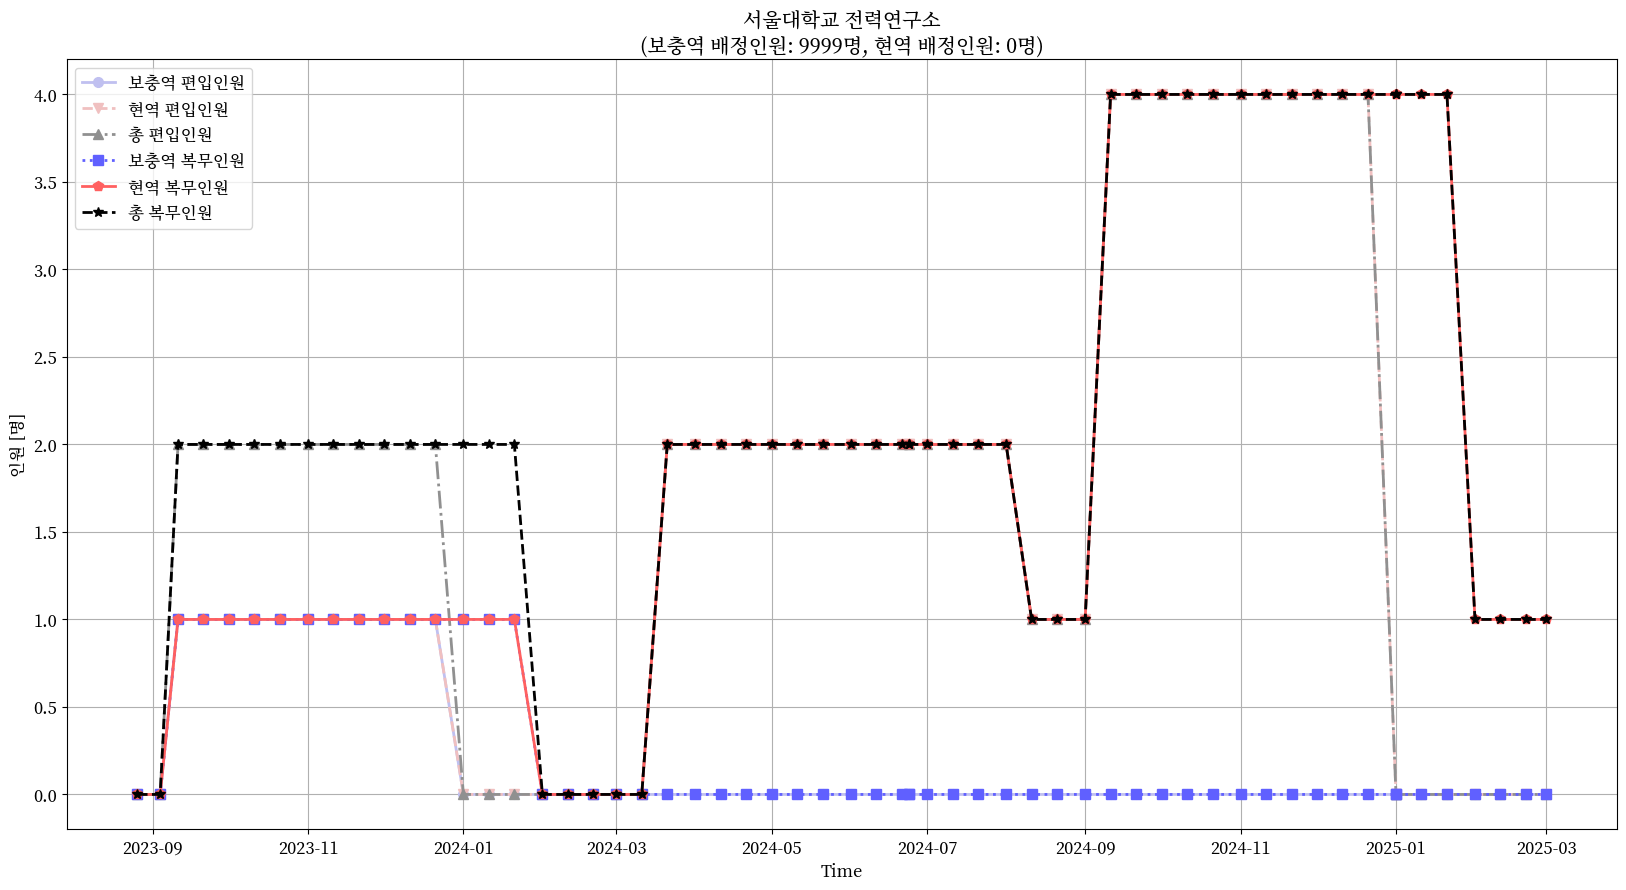 서울대학교 전력연구소
(보충역 배정인원: 9999명, 현역 배정인원: 0명)
보충역 편입인원
현역 편입인원
총 편입인원
보충역 복무인원
현역 복무인원
총 복무인원
4.0
3.5
3.0
2.5
2.0
1.5
1.0
0.5
0.0
인원 [명]
2023-09 2023-11 2024-01 2024-03 2024-05 2024-07 2024-09 2024-11 2025-01 2025-03
Time